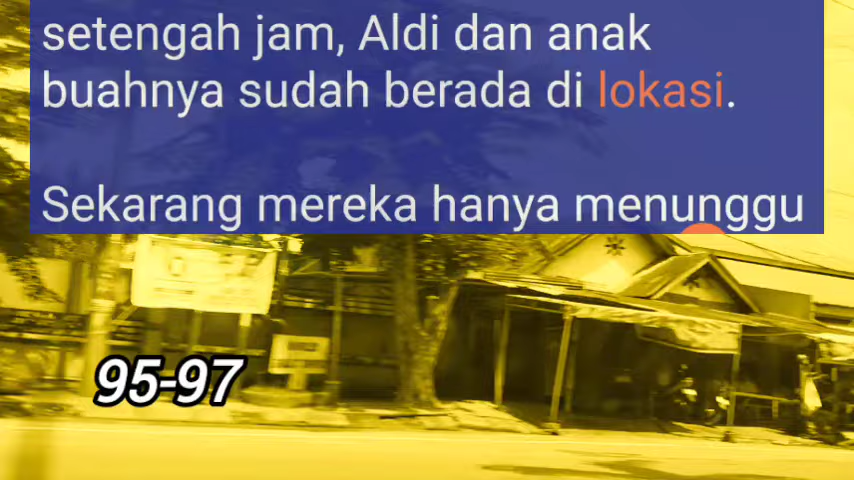 setengah jam, Aldi dan anak
buahnya sudah berada di lokasi.
Sekarang mereka hanya menunggu
95-97